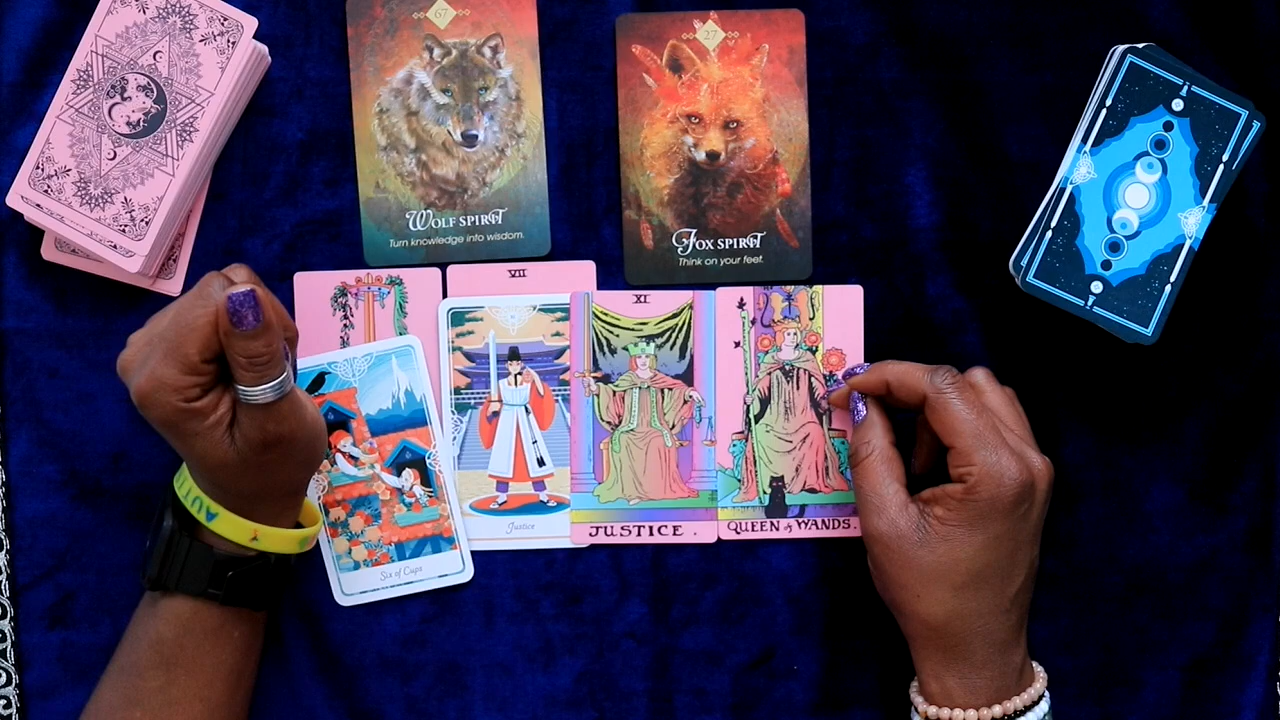 67
WOLF SPIRIT
Turn knowledge into wisdom.
27
FOX SPIRIT
Think on your feet.
VII
XI
Justice
JUSTICE.
QUEEN of WANDS.
Six of Cups